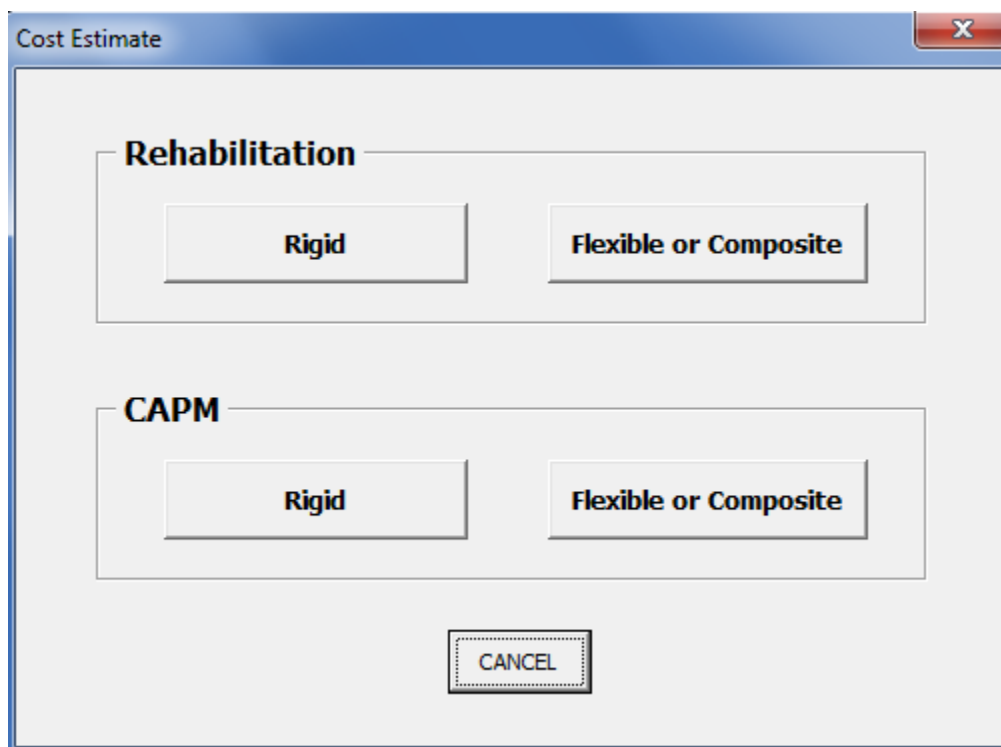 Cost Estimate
Rehabilitation
Rigid
Flexible or Composite
CAPM
Rigid
Flexible or Composite
CANCEL